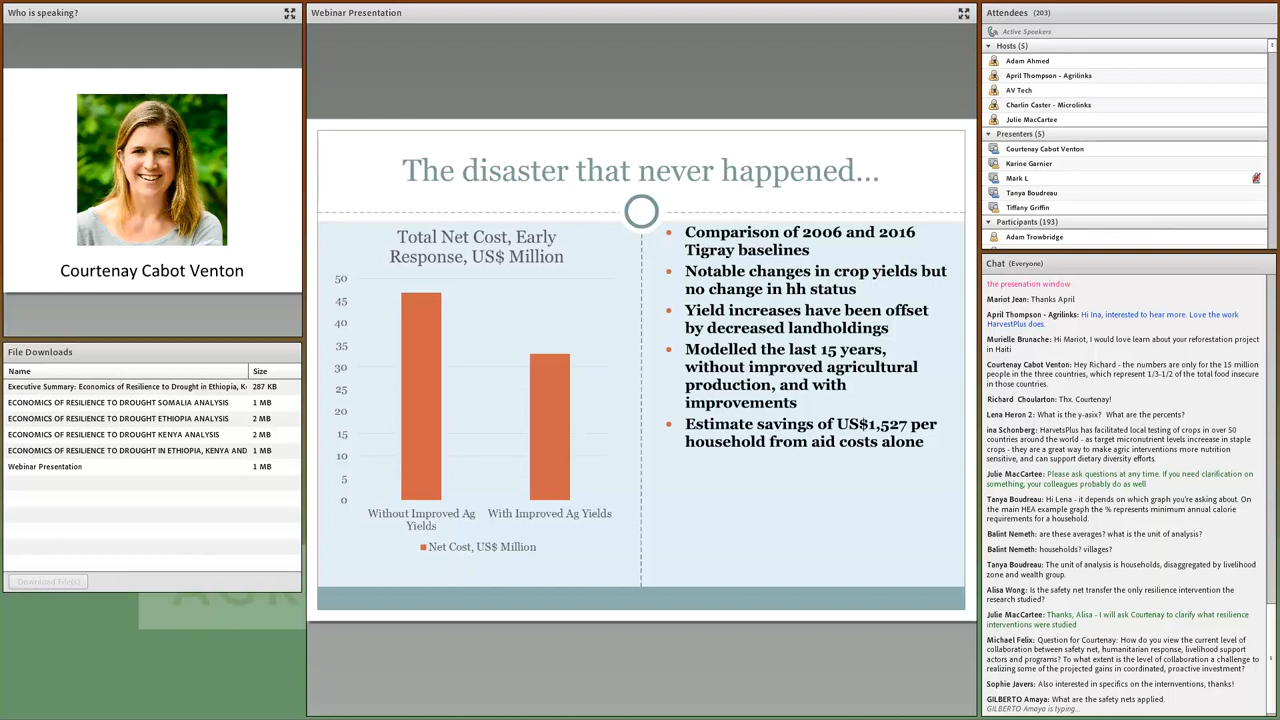 Who is speaking?
Courtenay Cabot Venton
File Downloads
Name Size
Executive Summary: Economics of Resilience to Drought in Ethiopia, Ke 287 KB
ECONOMICS OF RESILIENCE TO DROUGHT SOMALIA ANALYSIS 1 MB
ECONOMICS OF RESILIENCE TO DROUGHT ETHIOPIA ANALYSIS 2 MB
ECONOMICS OF RESILIENCE TO DROUGHT KENYA ANALYSIS 2 MB
ECONOMICS OF RESILIENCE TO DROUGHT IN ETHIOPIA, KENYA AND 1 MB
Webinar Presentation 1 MB
Download File(s)
Webinar Presentation
The disaster that never happened...
Total Net Cost, Early
Response, US$ Million
50
45
40
35
30
25
20
15
10
5
0
Without Improved Ag
Yields
With Improved Ag Yields
Net Cost, US$ Million
• Comparison of 2006 and 2016
Tigray baselines
• Notable changes in crop yields but
no change in hh status
• Yield increases have been offset
by decreased landholdings
• Modelled the last 15 years,
without improved agricultural
production, and with
improvements
• Estimate savings of US$1,527 per
household from aid costs alone
Attendees (203)
Active Speakers
Hosts (5)
Adam Ahmed
April Thompson - Agrilinks
AV Tech
Charlin Caster - Microlinks
Julie MacCartee
Presenters (5)
Courtenay Cabot Venton
Karine Garnier
Mark L
Tanya Boudreau
Tiffany Griffin
Participants (193)
Adam Trowbridge
Chat (Everyone)
the presenation window
Mariot Jean: Thanks April
April Thompson - Agrilinks: Hi Ina, interested to hear more. Love the work
HarvestPlus does.
Murielle Brunache: Hi Mariot, I would love learn about your reforestation project
in Haiti
Courtenay Cabot Venton: Hey Richard - the numbers are only for the 15 million
people in the three countries, which represent 1/3-1/2 of the total food insecure
in those countries.
Richard Choularton: Thx. Courtenay!
Lena Heron 2: What is the y-asix? What are the percents?
ina Schonberg: HarvetsPlus has facilitated local testing of crops in over 50
countries around the world - as target micronutrient levels increase in staple
crops - they are a great way to make agric interventions more nutrition
sensitive, and can support dietary diversity efforts.
Julie MacCartee: Please ask questions at any time. If you need clarification on
something, your colleagues probably do as well
Tanya Boudreau: Hi Lena - it depends on which graph you're asking about. On
the main HEA example graph the % represents minimum annual calorie
requirements for a household.
Balint Nemeth: are these averages? what is the unit of analysis?
Balint Nemeth: households? villages?
Tanya Boudreau: The unit of analysis is households, disaggregated by livelihood
zone and wealth group.
Alisa Wong: Is the safety net transfer the only resilience intervention the
research studied?
Julie MacCartee: Thanks, Alisa - I will ask Courtenay to clarify what resilience
interventions were studied
Michael Felix: Question for Courtenay: How do you view the current level of
collaboration between safety net, humanitarian response, livelihood support
actors and programs? To what extent is the level of collaboration a challenge to
realizing some of the projected gains in coordinated, proactive investment?
Sophie Javers: Also interested in specifics on the internventions, thanks!
GILBERTO Amaya: What are the safety nets applied.
GILBERTO Amaya is typing...